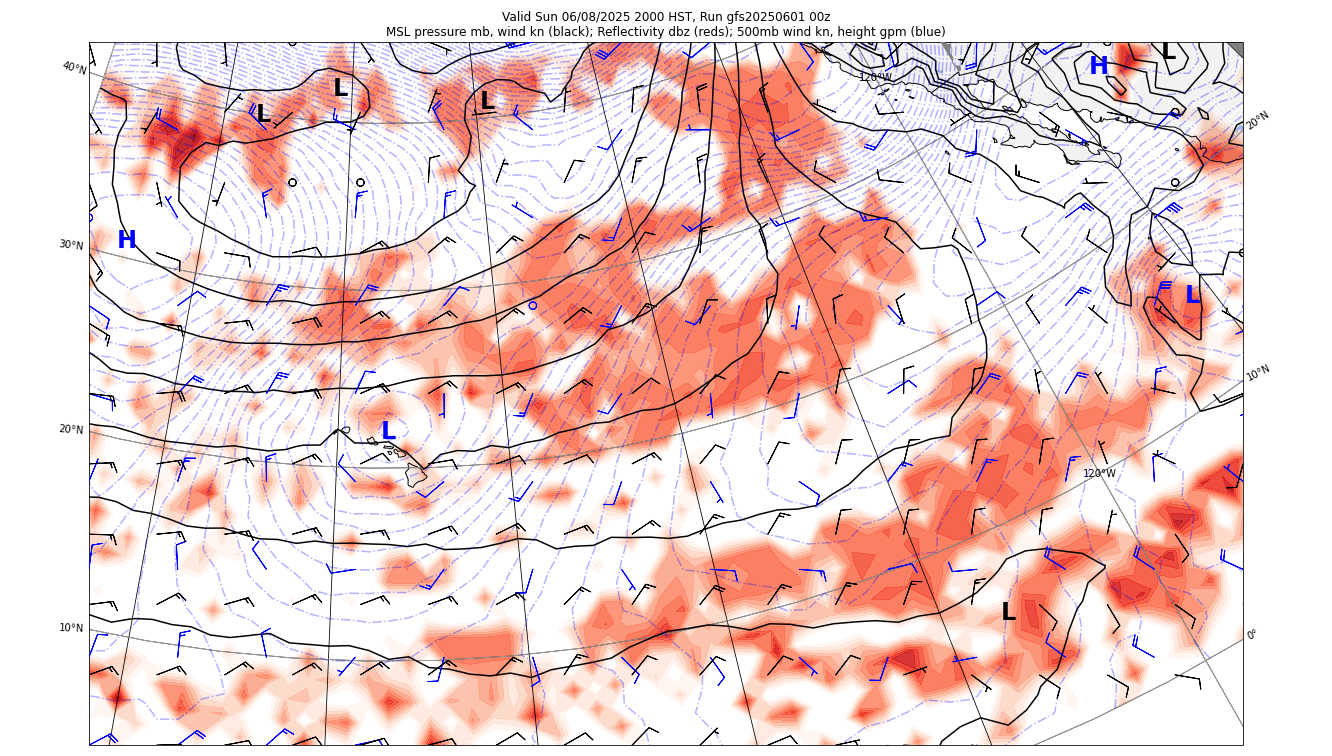 Valid Sun 06/08/2025 2000 HST, Run gfs20250601 00z
MSL pressure mb, wind kn (black); Reflectivity dbz (reds); 500mb wind kn, height gpm (blue)
L
H
40°N
120°W
L
L
L
20°N
30°N
H
L
10°N
20°N
L
120°W
10°N
L
0°